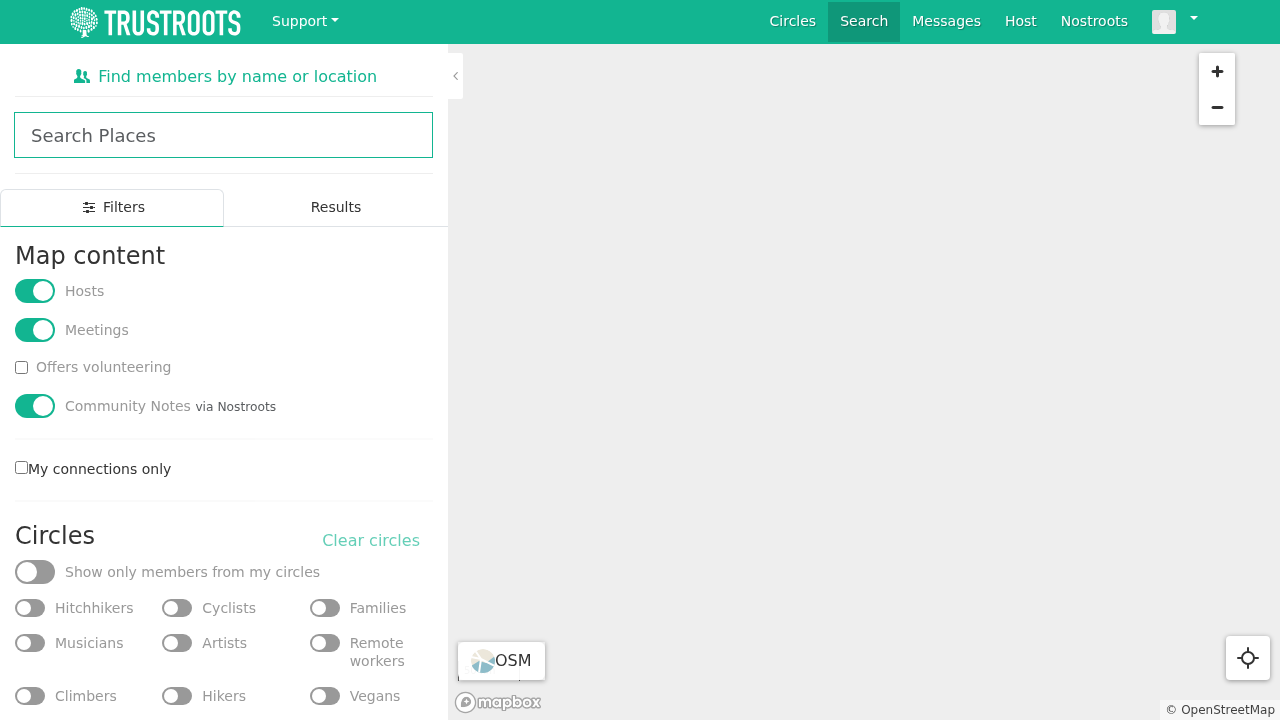 TRUSTROOTS
Support
Circles
Search
Messages
Host
Nostroots
Find members by name or location
Search Places
Filters
Results
Map content
Hosts
Meetings
Offers volunteering
Community Notes via Nostroots
My connections only
Circles
Clear circles
Show only members from my circles
Hitchhikers
Cyclists
Families
Musicians
Artists
Remote
workers
Climbers
Hikers
Vegans
OSM
mapbox
© OpenStreetMap